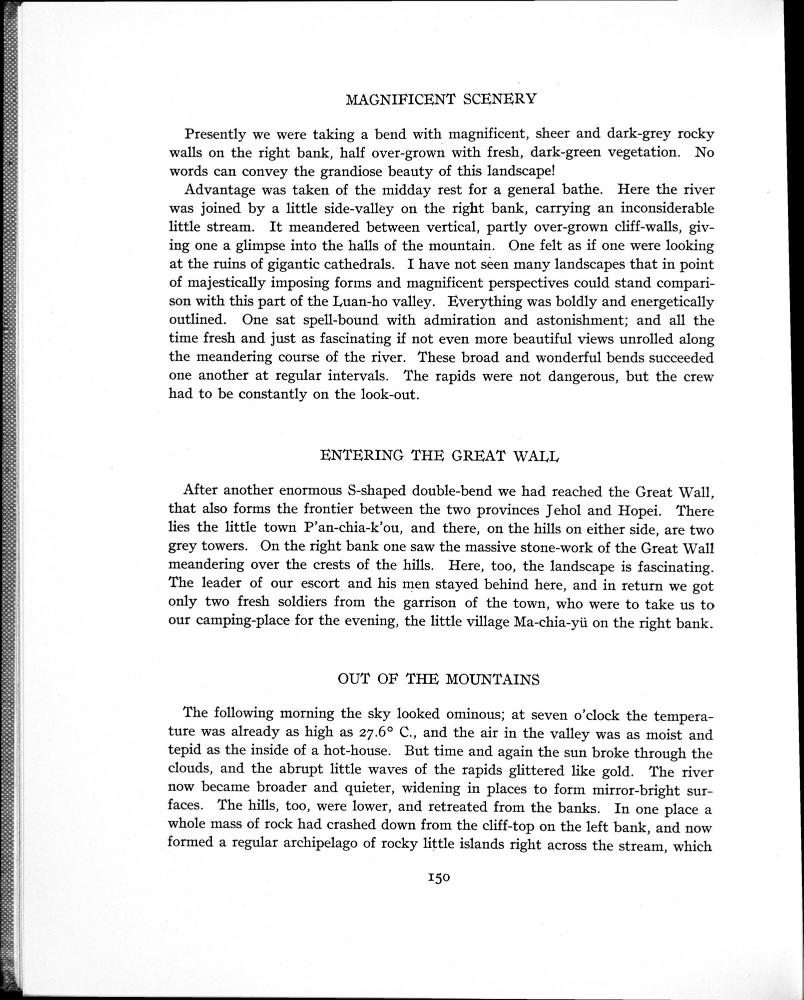 MAGNIFICENT SCENERY
Presently we were taking a bend with magnificent, sheer and dark-grey rocky
walls on the right bank, half over-grown with fresh, dark-green vegetation. No
words can convey the grandiose beauty of this landscape!
Advantage was taken of the midday rest for a general bathe. Here the river
was joined by a little side-valley on the right bank, carrying an inconsiderable
little stream. It meandered between vertical, partly over-grown cliff-walls, giv-
ing one a glimpse into the halls of the mountain. One felt as if one were looking
at the ruins of gigantic cathedrals. I have not seen many landscapes that in point
of majestically imposing forms and magnificent perspectives could stand compari-
son with this part of the Luan-ho valley. Everything was boldly and energetically
outlined. One sat spell-bound with admiration and astonishment; and all the
time fresh and just as fascinating if not even more beautiful views unrolled along
the meandering course of the river. These broad and wonderful bends succeeded
one another at regular intervals. The rapids were not dangerous, but the crew
had to be constantly on the look-out.
ENTERING THE GREAT WALL
After another enormous S-shaped double-bend we had reached the Great Wall,
that also forms the frontier between the two provinces Jehol and Hopei. There
lies the little town P'an-chia-k'ou, and there, on the hills on either side, are two
grey towers. On the right bank one saw the massive stone-work of the Great Wall
meandering over the crests of the hills. Here, too, the landscape is fascinating.
The leader of our escort and his men stayed behind here, and in return we got
only two fresh soldiers from the garrison of the town, who were to take us to
our camping-place for the evening, the little village Ma-chia-yü on the right bank.
OUT OF THE MOUNTAINS
The following morning the sky looked ominous; at seven o'clock the tempera-
ture was already as high as 27.6° C., and the air in the valley was as moist and
tepid as the inside of a hot-house. But time and again the sun broke through the
clouds, and the abrupt little waves of the rapids glittered like gold. The river
now became broader and quieter, widening in places to form mirror-bright sur-
faces. The hills, too, were lower, and retreated from the banks. In one place a
whole mass of rock had crashed down from the cliff-top on the left bank, and now
formed a regular archipelago of rocky little islands right across the stream, which
150